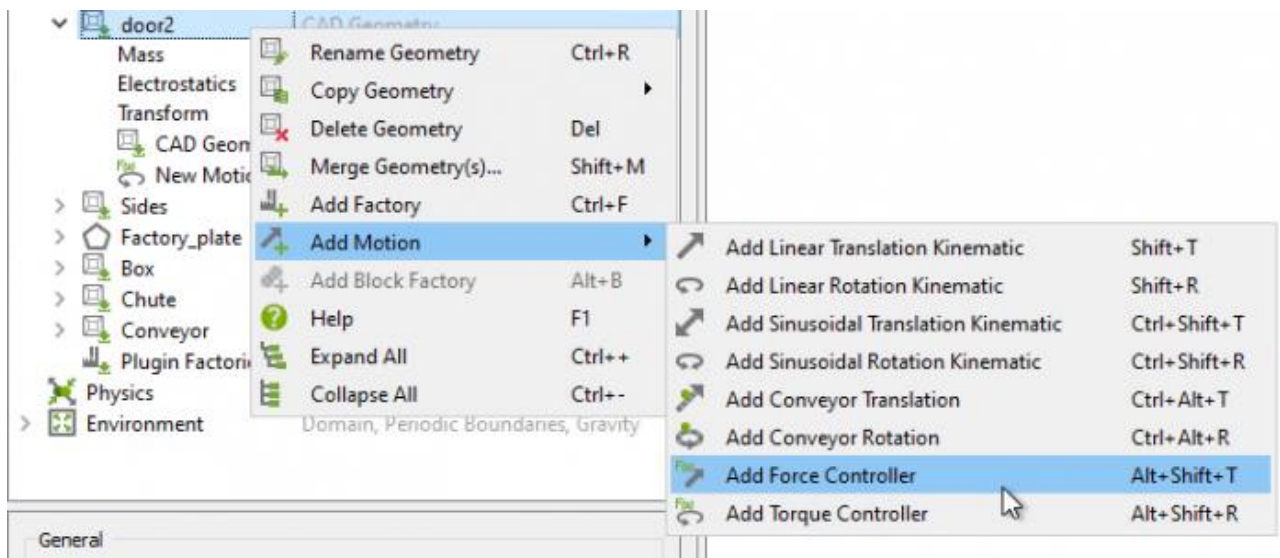 door2 CAD Geometry
Mass
Electrostatics
Transform
CAD Geom
New Motio
Sides
Factory_plate
Box
Chute
Conveyor
Plugin Factori
Physics
Environment Domain, Periodic Boundaries, Gravity
General
Rename Geometry Ctrl+R
Copy Geometry
Delete Geometry Del
Merge Geometry(s)... Shift+M
Add Factory Ctrl+F
Add Motion
Add Block Factory Alt+B
Help F1
Expand All Ctrl++
Collapse All Ctrl+-
Add Linear Translation Kinematic Shift+T
Add Linear Rotation Kinematic Shift+R
Add Sinusoidal Translation Kinematic Ctrl+Shift+T
Add Sinusoidal Rotation Kinematic Ctrl+Shift+R
Add Conveyor Translation Ctrl+Alt+T
Add Conveyor Rotation Ctrl+Alt+R
Add Force Controller Alt+Shift+T
Add Torque Controller Alt+Shift+R